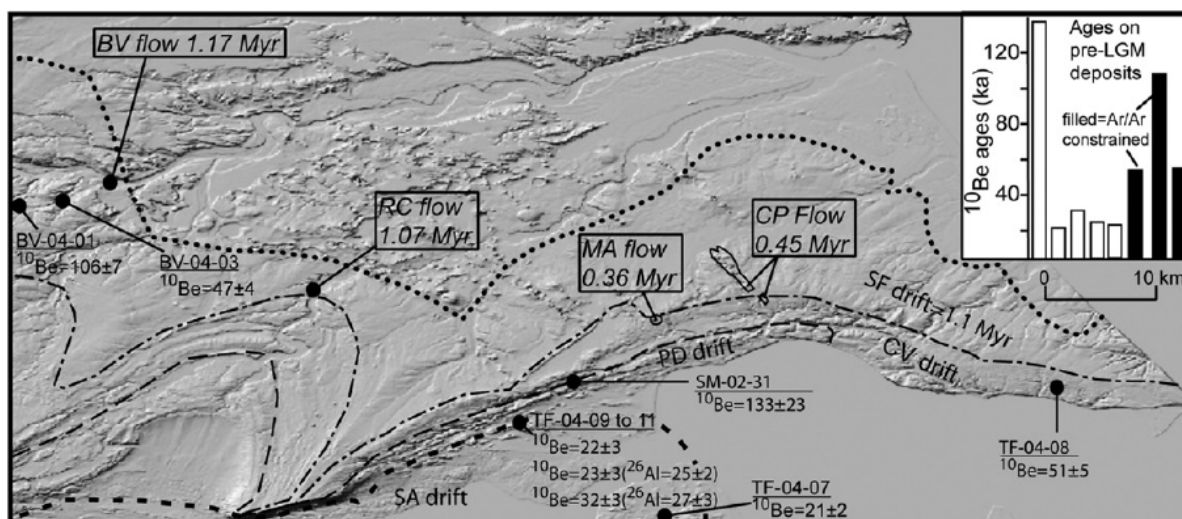 BV flow 1.17 Myr
BV-04-01
¹⁰Be=106±7
BV-04-03
¹⁰Be=47±4
RC flow
1.07 Myr
MA flow
0.36 Myr
CP Flow
0.45 Myr
SF drift=1.1 Myr
PD drift
CV drift
SM-02-31
¹⁰Be=133±23
TF-04-09 to 11
¹⁰Be=22±3
¹⁰Be=23±3(²⁶Al=25±2)
¹⁰Be=32±3(²⁶Al=27±3)
SA drift
TF-04-07
¹⁰Be=21±2
TF-04-08
¹⁰Be=51±5
Ages on
pre-LGM
deposits
filled=Ar/Ar
constrained
¹⁰Be ages (ka)
120
80
40
0
10 km